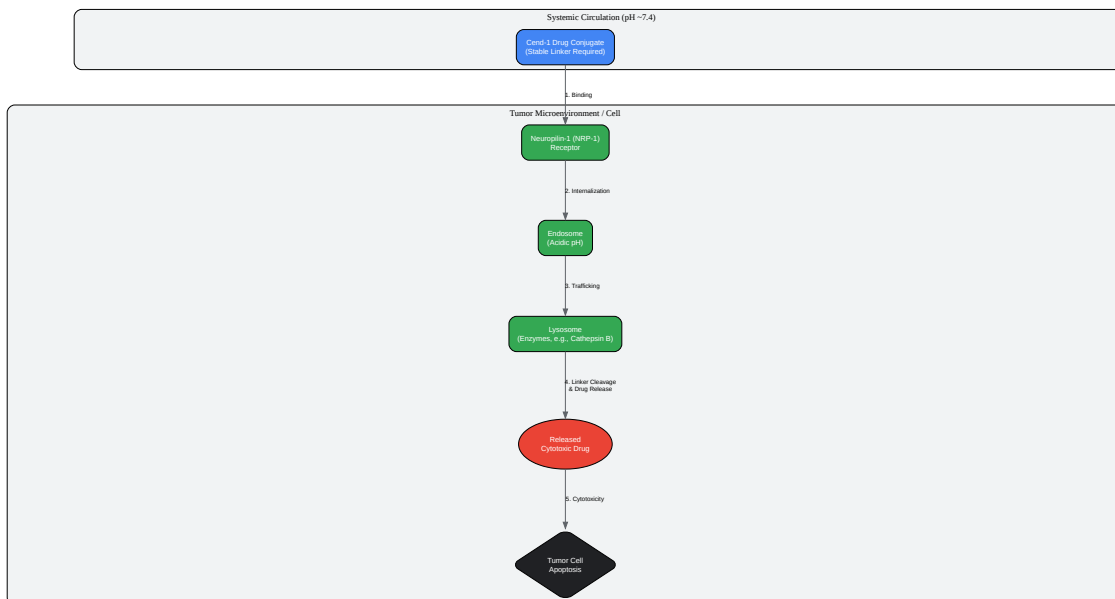 Systemic Circulation (pH ~7.4)
Cend-1 Drug Conjugate
(Stable Linker Required)
1. Binding
Tumor Microenvironment / Cell
Neuropilin-1 (NRP-1)
Receptor
2. Internalization
Endosome
(Acidic pH)
3. Trafficking
Lysosome
(Enzymes, e.g., Cathepsin B)
4. Linker Cleavage
& Drug Release
Released
Cytotoxic Drug
5. Cytotoxicity
Tumor Cell
Apoptosis